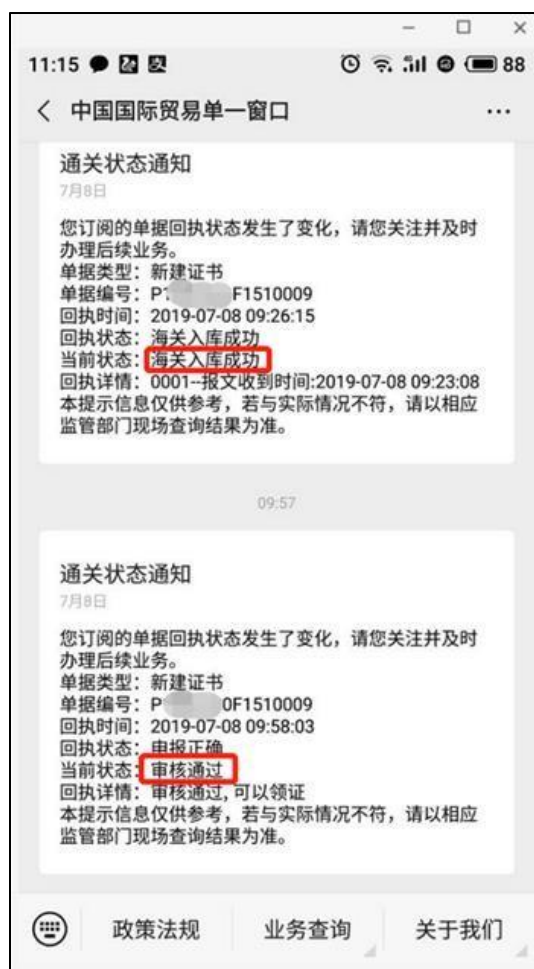 11:15
88
中国国际贸易单一窗口
通关状态通知
7月8日
您订阅的单据回执状态发生了变化，请您关注并及时
办理后续业务。
单据类型：新建证书
单据编号：P F1510009
回执时间：2019-07-08 09:26:15
回执状态：海关入库成功
当前状态：海关入库成功
回执详情：0001--报文收到时间:2019-07-08 09:23:08
本提示信息仅供参考，若与实际情况不符，请以相应
监管部门现场查询结果为准。
09:57
通关状态通知
7月8日
您订阅的单据回执状态发生了变化，请您关注并及时
办理后续业务。
单据类型：新建证书
单据编号：P 0F1510009
回执时间：2019-07-08 09:58:03
回执状态：申报正确
当前状态：审核通过
回执详情：审核通过,可以领证
本提示信息仅供参考，若与实际情况不符，请以相应
监管部门现场查询结果为准。
政策法规
业务查询
关于我们